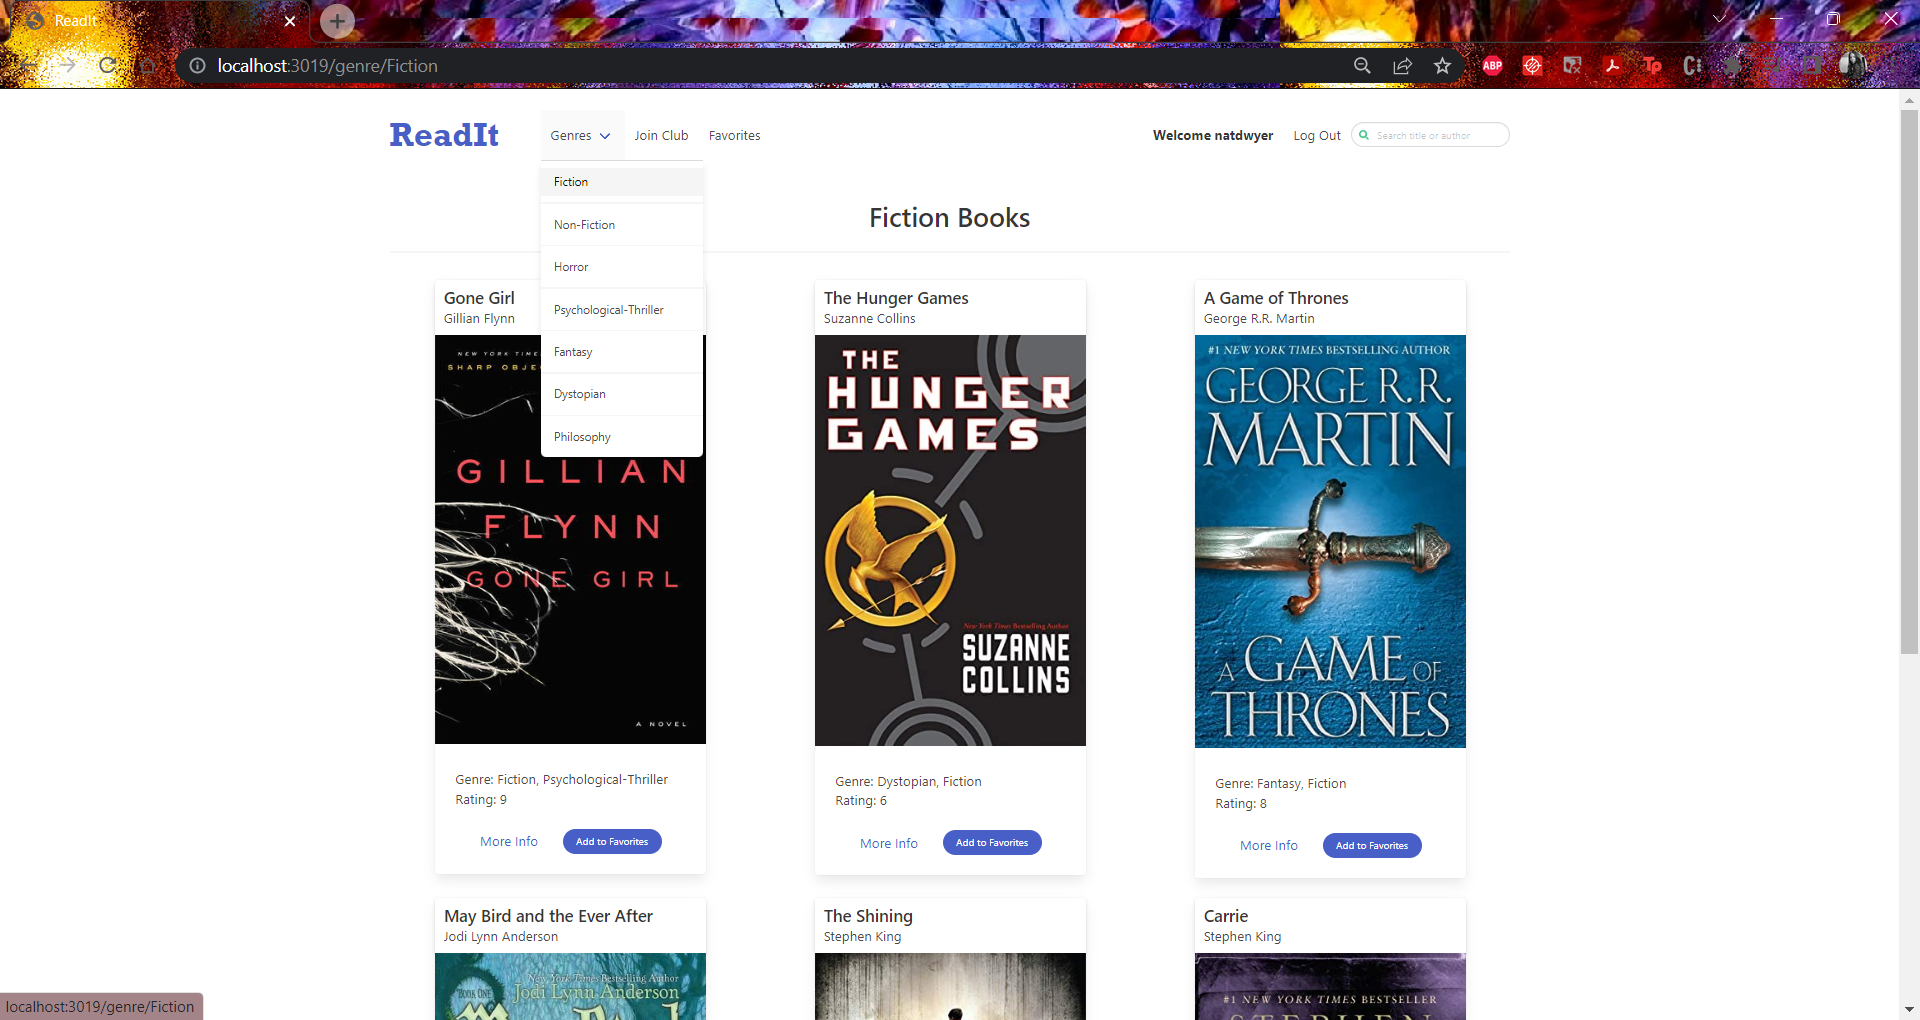 ReadIt
localhost:3019/genre/Fiction
ABP
ReadIt
Genres
Join Club
Favorites
Welcome natdwyer
Log Out
Search title or author
Fiction
Non-Fiction
Horror
Psychological-Thriller
Fantasy
Dystopian
Philosophy
Fiction Books
Gone Girl
Gillian Flynn
NEW YORK TIME
SHARP OBJE
GILLIAN
FLYNN
GONE GIRL
A NOVEL
Genre: Fiction, Psychological-Thriller
Rating: 9
More Info
Add to Favorites
The Hunger Games
Suzanne Collins
THE
HUNGER
GAMES
New York Times Bestselling Author
SUZANNE
COLLINS
Genre: Dystopian, Fiction
Rating: 6
More Info
Add to Favorites
A Game of Thrones
George R.R. Martin
#1 NEW YORK TIMES BESTSELLING AUTHOR
GEORGE R.R.
MARTIN
A GAME OF
THRONES
Genre: Fantasy, Fiction
Rating: 8
More Info
Add to Favorites
May Bird and the Ever After
Jodi Lynn Anderson
New York Times Bestselling Author
BOOK ONE
Jodi Lynn Anderson
The Shining
Stephen King
Carrie
Stephen King
#1 NEW YORK TIMES BESTSELLER
STEPHEN
localhost:3019/genre/Fiction